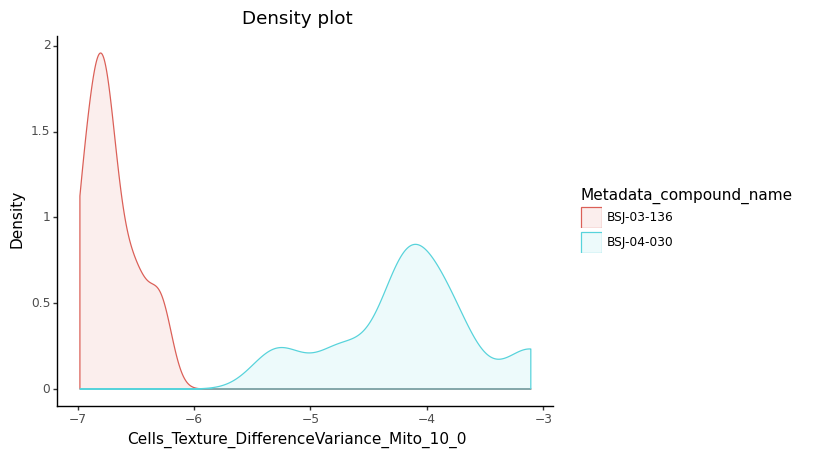 Density plot
2
1.5
1
0.5
0
Density
−7
−6
−5
−4
−3
Cells_Texture_DifferenceVariance_Mito_10_0
Metadata_compound_name
BSJ-03-136
BSJ-04-030